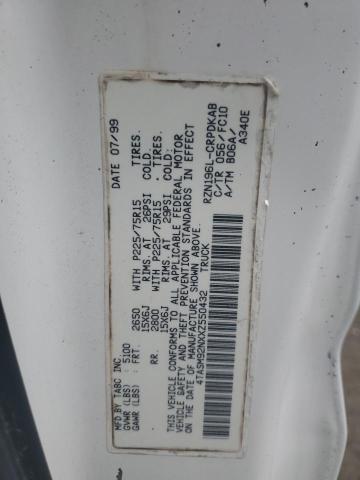 MFD BY TABC INC DATE 07/99
GVWR (LBS) : 5100
GAWR (LBS) : FRT. 2650 WITH P225/75R15 TIRES.
15X6J RIMS. AT 26PSI COLD.
RR. 2800 WITH P225/75R15 TIRES.
15X6J RIMS. AT 29PSI COLD.
THIS VEHICLE CONFORMS TO ALL APPLICABLE FEDERAL MOTOR
VEHICLE SAFETY AND THEFT PREVENTION STANDARDS IN EFFECT
ON THE DATE OF MANUFACTURE SHOWN ABOVE.
4TASM92NXXZ550432 TRUCK
RZN196L-CRPDKAB
C/TR 056/FC10
A/TM B06A/
A340E